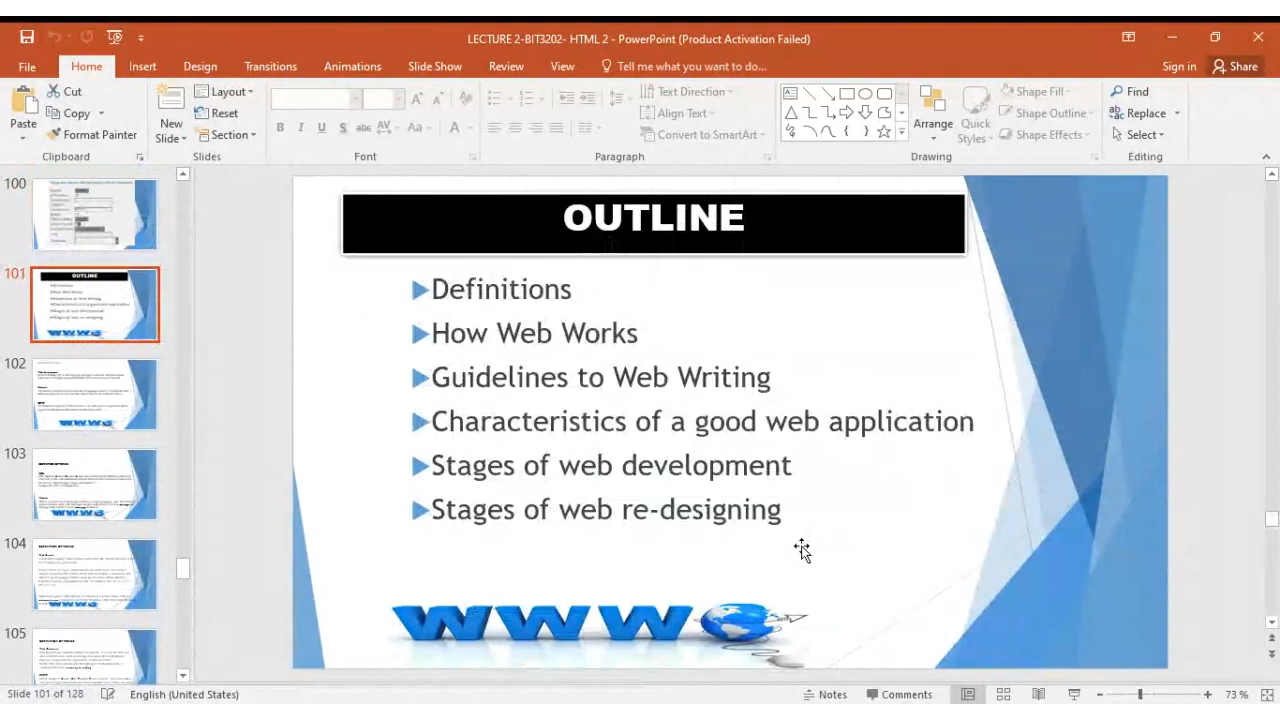 LECTURE 2-BIT3202- HTML 2 - PowerPoint (Product Activation Failed)
File Home Insert Design Transitions Animations Slide Show Review View Tell me what you want to do... Sign in Share
Paste Cut Copy Format Painter
New Slide Layout Reset Section
B I U S abc AV Aa A
Text Direction Align Text Convert to SmartArt
Arrange Quick Styles Shape Fill Shape Outline Shape Effects
Find Replace Select
Clipboard Slides Font Paragraph Drawing Editing
100
101
OUTLINE
102
103
104
105
OUTLINE
Definitions
How Web Works
Guidelines to Web Writing
Characteristics of a good web application
Stages of web development
Stages of web re-designing
WWW
Slide 101 of 128 English (United States) Notes Comments 73 %